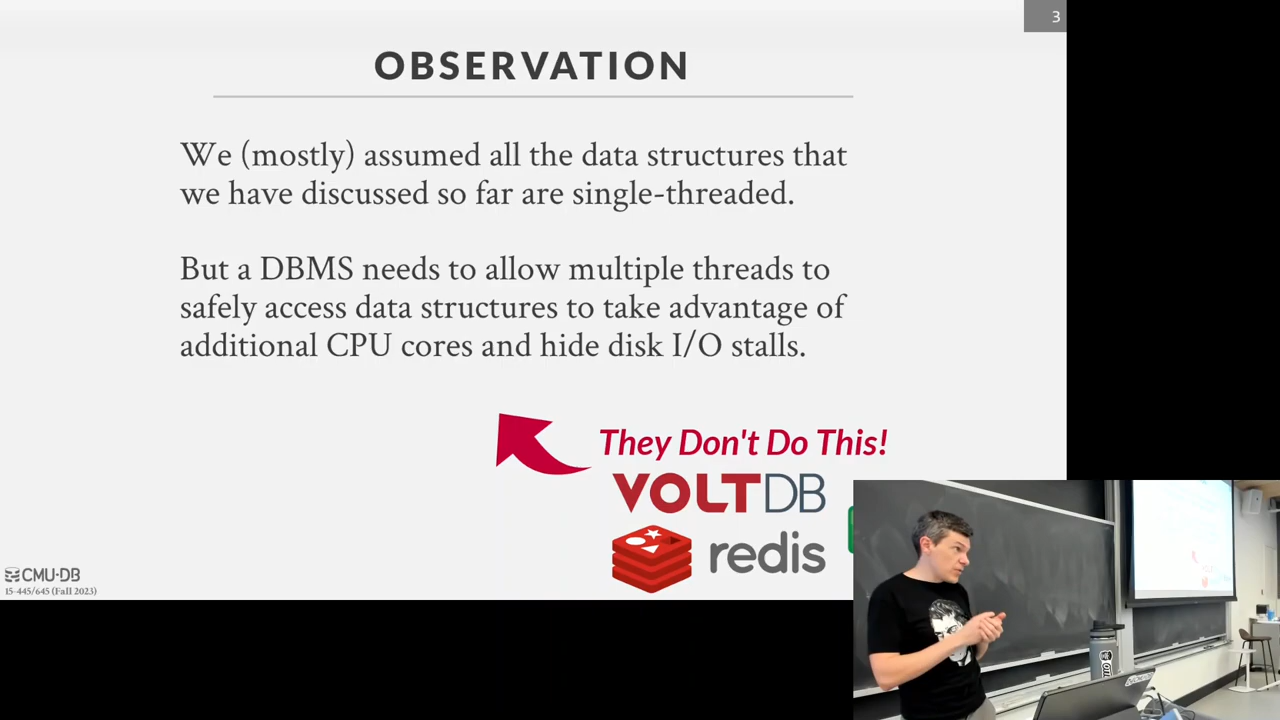 3
OBSERVATION
We (mostly) assumed all the data structures that
we have discussed so far are single-threaded.
But a DBMS needs to allow multiple threads to
safely access data structures to take advantage of
additional CPU cores and hide disk I/O stalls.
They Don't Do This!
VOLTDB
redis
CMU·DB
15-445/645 (Fall 2023)